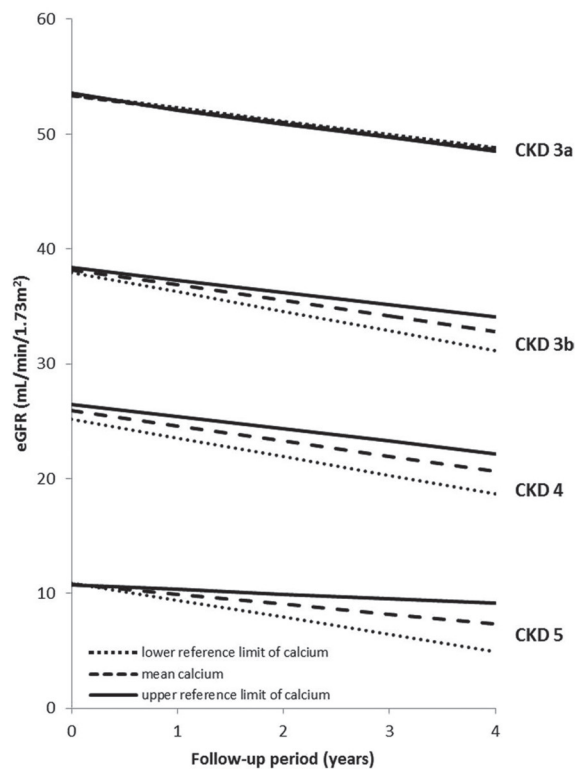 60
50
40
30
20
10
0
eGFR (mL/min/1.73m²)
CKD 3a
CKD 3b
CKD 4
CKD 5
lower reference limit of calcium
mean calcium
upper reference limit of calcium
0 1 2 3 4
Follow-up period (years)